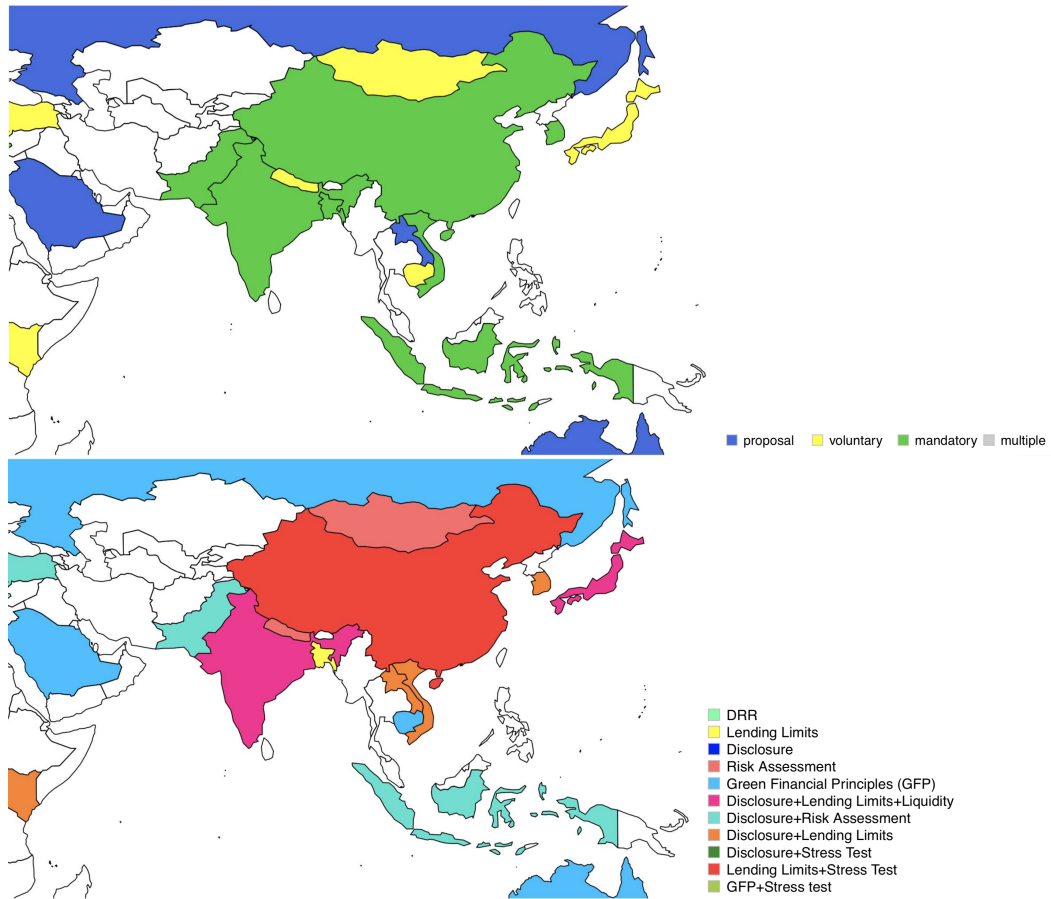 proposal voluntary mandatory multiple
DRR
Lending Limits
Disclosure
Risk Assessment
Green Financial Principles (GFP)
Disclosure+Lending Limits+Liquidity
Disclosure+Risk Assessment
Disclosure+Lending Limits
Disclosure+Stress Test
Lending Limits+Stress Test
GFP+Stress test